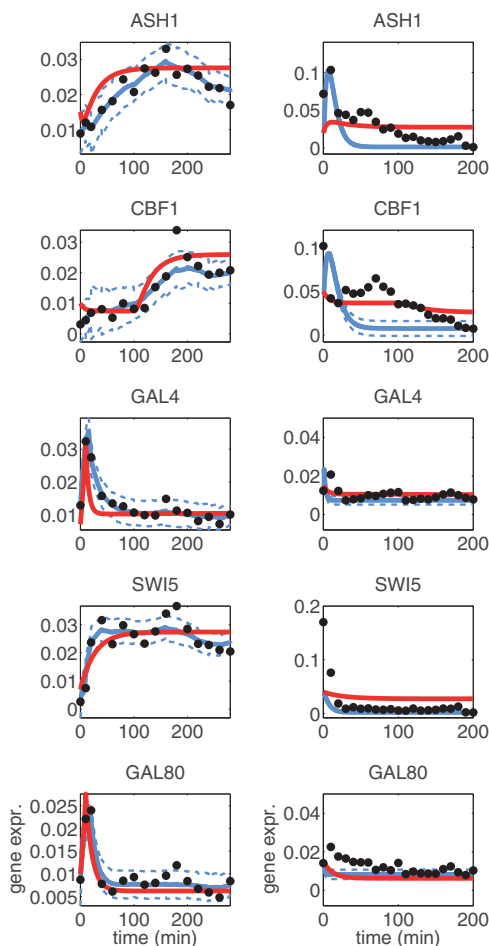 ASH1 ASH1
0.03
0.02
0.01
0 100 200
0.1
0.05
0
0 100 200
CBF1 CBF1
0.03
0.02
0.01
0
0 100 200
0.1
0.05
0
0 100 200
GAL4 GAL4
0.03
0.02
0.01
0 100 200
0.04
0.02
0
0 100 200
SWI5 SWI5
0.03
0.02
0.01
0
0 100 200
0.2
0.1
0
0 100 200
GAL80 GAL80
gene expr.
0.025
0.02
0.015
0.01
0.005
0 100 200
time (min)
gene expr.
0.04
0.02
0
0 100 200
time (min)